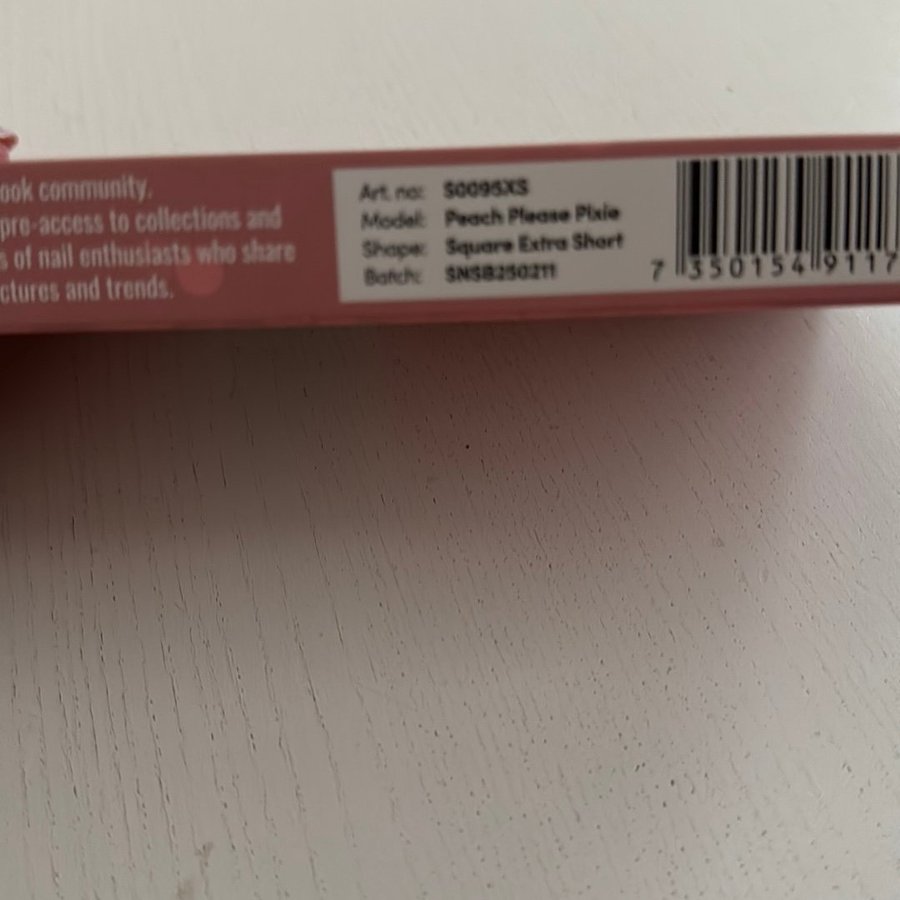 ook community.
pre-access to collections and
s of nail enthusiasts who share
ctures and trends.
Art. no: S0095XS
Model: Peach Please Pixie
Shape: Square Extra Short
Batch: SNSB250211
7 350154 9117